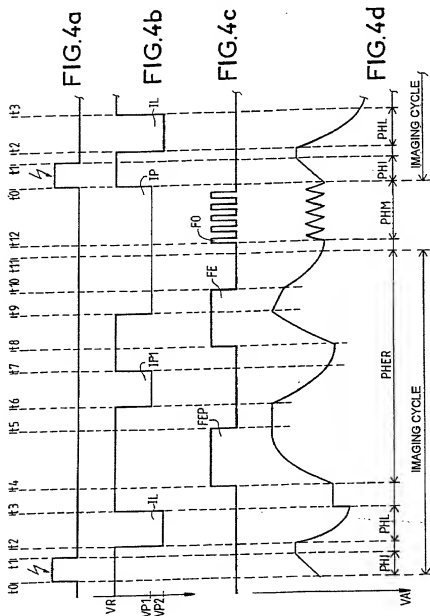 FIG.4a
FIG.4b
FIG.4c
FIG.4d
t0 t1 t2 t3 t4 t5 t6 t7 t8 t9 t10 t11 t12 t0 t1 t2 t3
VR
VP1
VP2
IL
IP1
IP
IL
FEP
FE
FO
VA
PHI
PHL
PHER
PHM
PHI
PHL
IMAGING CYCLE
IMAGING CYCLE